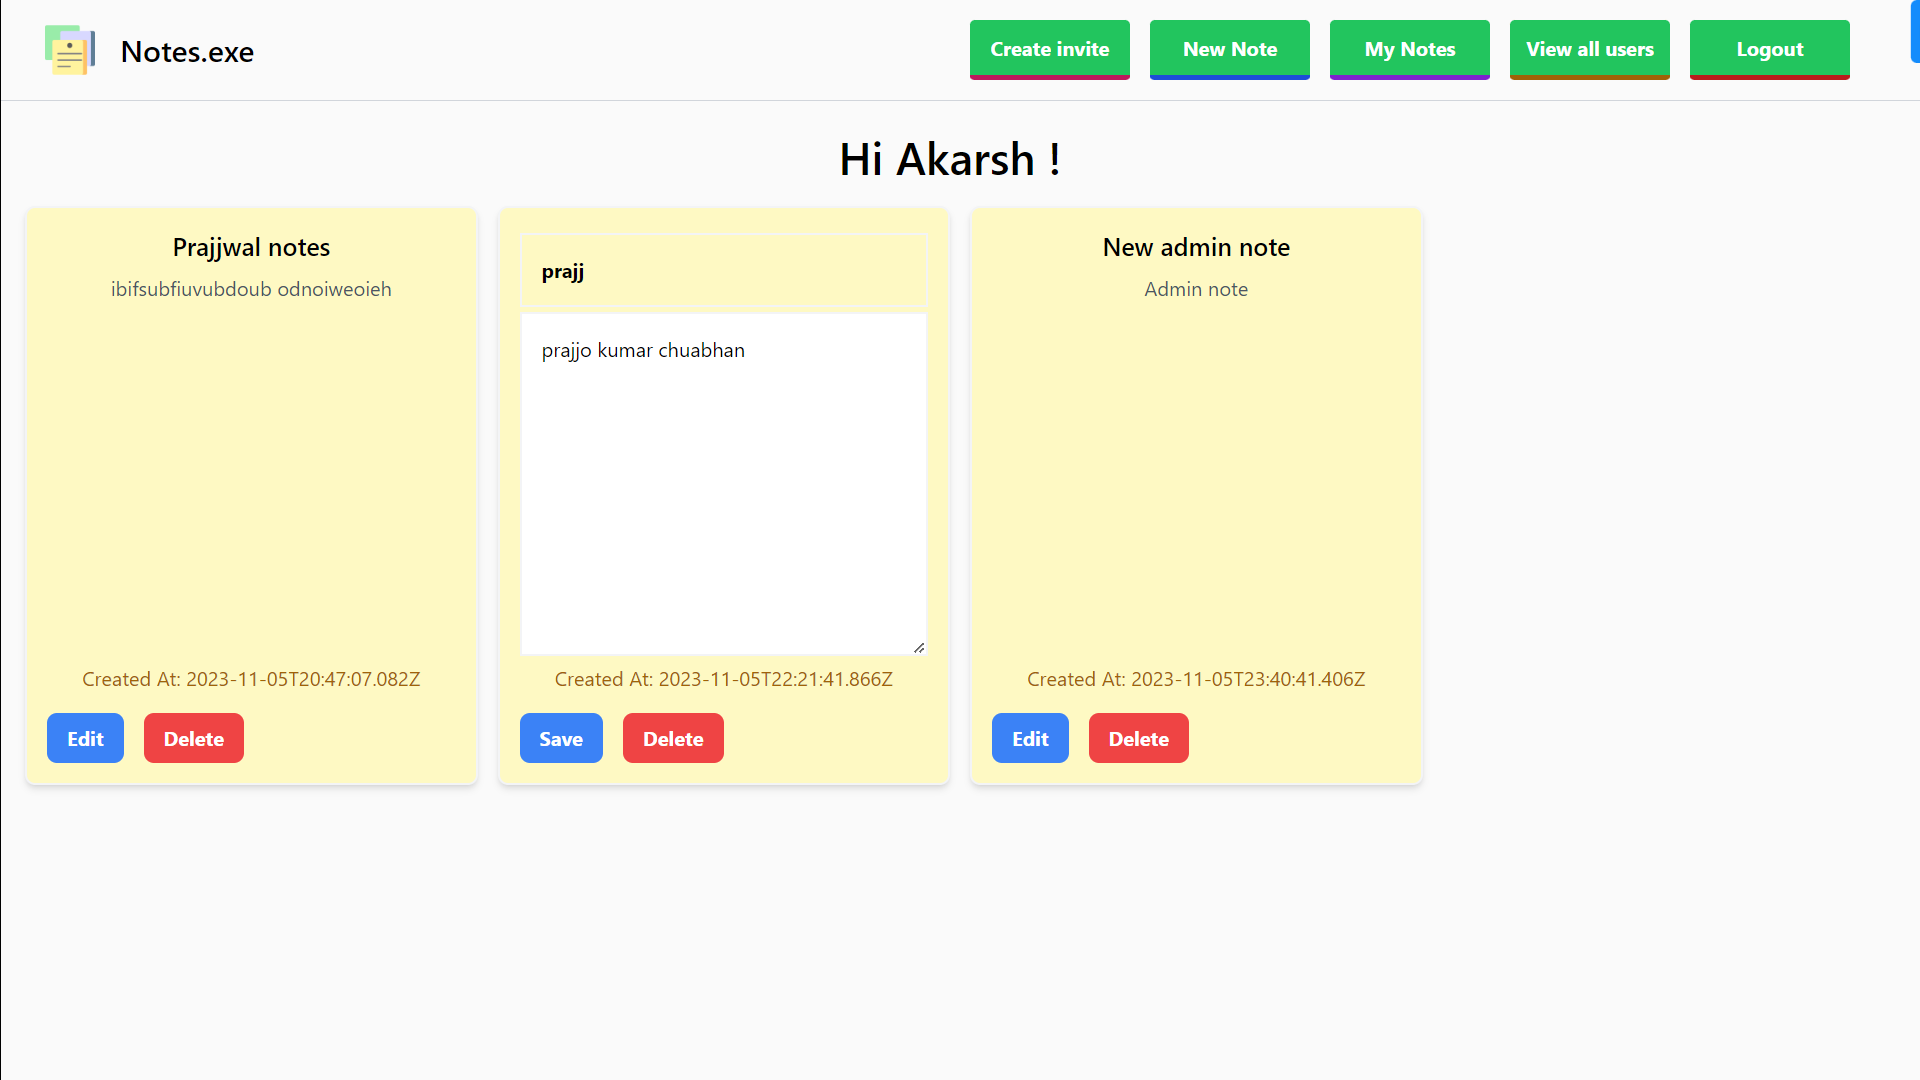 Notes.exe
Create invite
New Note
My Notes
View all users
Logout
Hi Akarsh !
Prajjwal notes
ibifsubfiuvubdoub odnoiweoieh
Created At: 2023-11-05T20:47:07.082Z
Edit
Delete
prajj
prajjo kumar chuabhan
Created At: 2023-11-05T22:21:41.866Z
Save
Delete
New admin note
Admin note
Created At: 2023-11-05T23:40:41.406Z
Edit
Delete